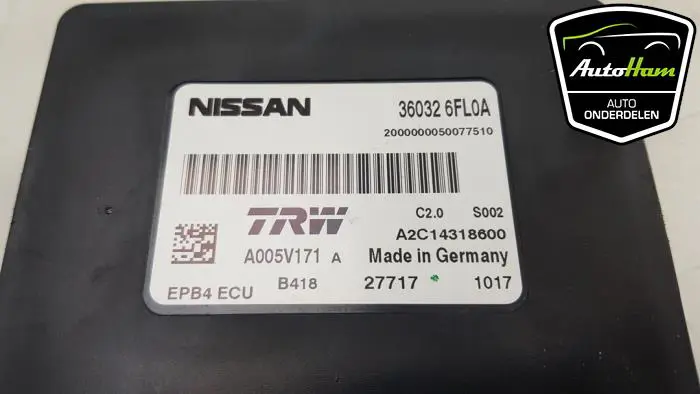 NISSAN 36032 6FL0A
2000000050077510
TRW C2.0 S002
A2C14318600
A005V171 A Made in Germany
EPB4 ECU B418 27717 1017
AutoHam
AUTO
ONDERDELEN